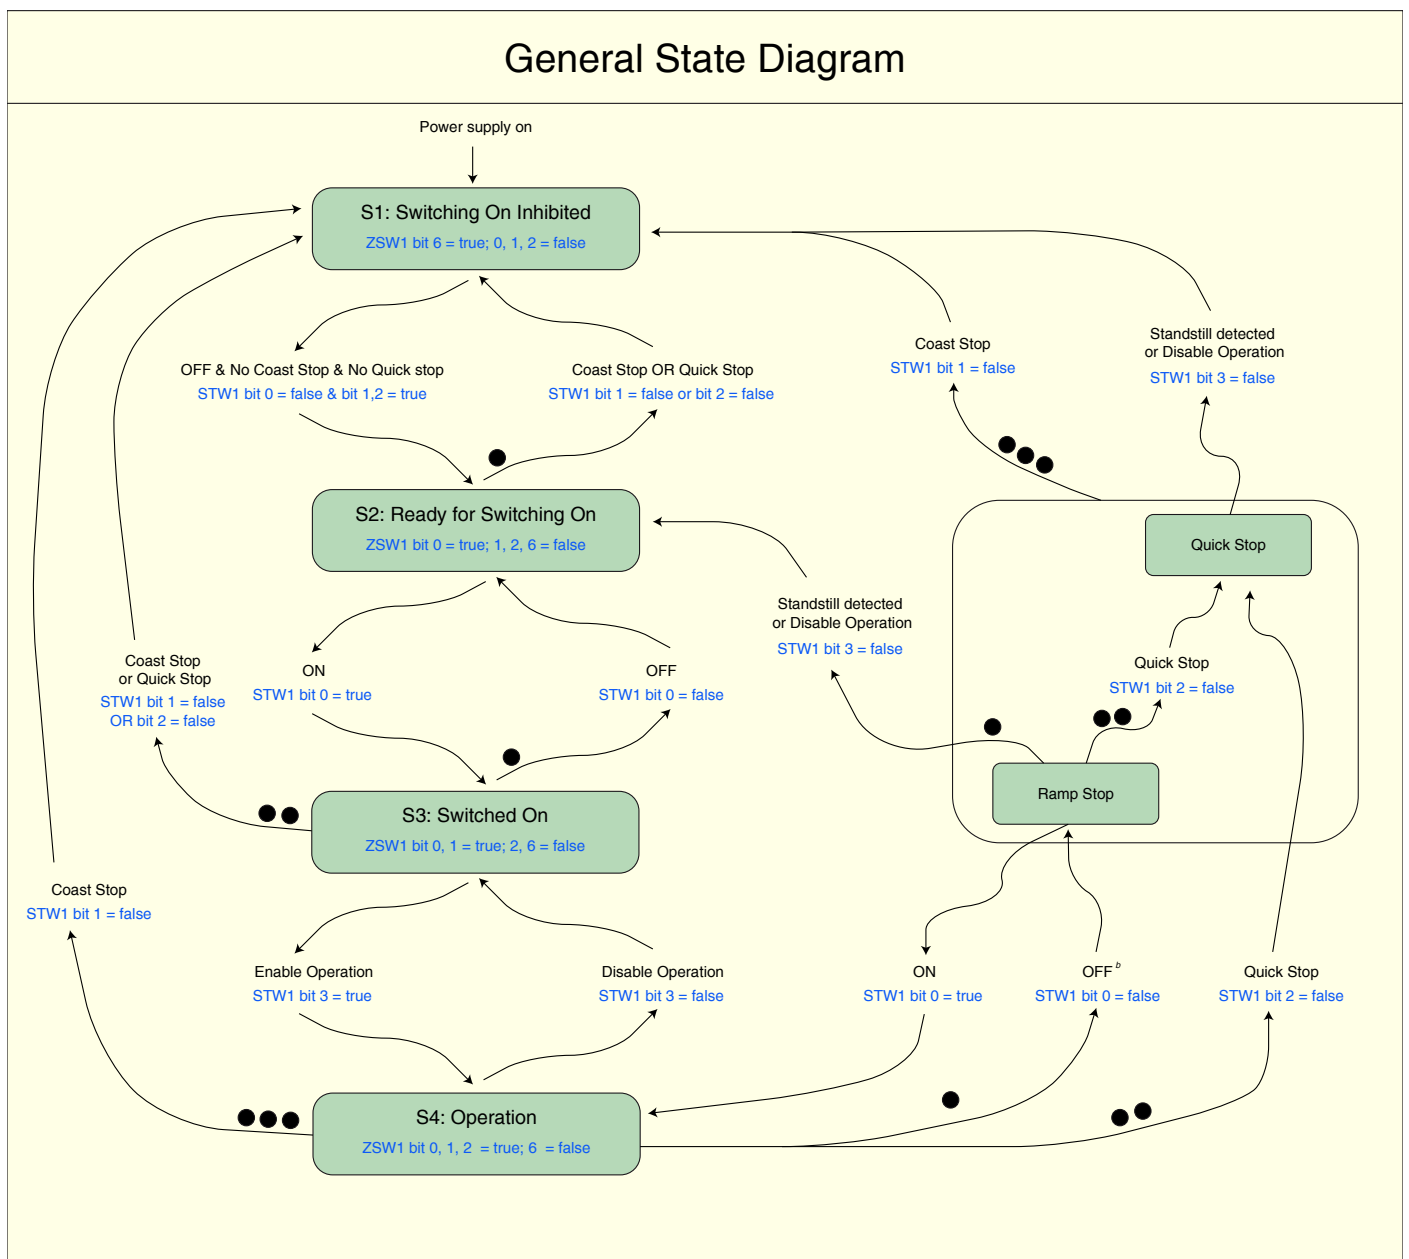 General State Diagram
Power supply on
S1: Switching On Inhibited
ZSW1 bit 6 = true; 0, 1, 2 = false
OFF & No Coast Stop & No Quick stop
STW1 bit 0 = false & bit 1,2 = true
Coast Stop OR Quick Stop
STW1 bit 1 = false or bit 2 = false
Coast Stop
STW1 bit 1 = false
Standstill detected
or Disable Operation
STW1 bit 3 = false
S2: Ready for Switching On
ZSW1 bit 0 = true; 1, 2, 6 = false
Quick Stop
Standstill detected
or Disable Operation
STW1 bit 3 = false
Quick Stop
STW1 bit 2 = false
Coast Stop
or Quick Stop
STW1 bit 1 = false
OR bit 2 = false
ON
STW1 bit 0 = true
OFF
STW1 bit 0 = false
Ramp Stop
S3: Switched On
ZSW1 bit 0, 1 = true; 2, 6 = false
Coast Stop
STW1 bit 1 = false
Enable Operation
STW1 bit 3 = true
Disable Operation
STW1 bit 3 = false
ON
STW1 bit 0 = true
OFF b
STW1 bit 0 = false
Quick Stop
STW1 bit 2 = false
S4: Operation
ZSW1 bit 0, 1, 2 = true; 6 = false